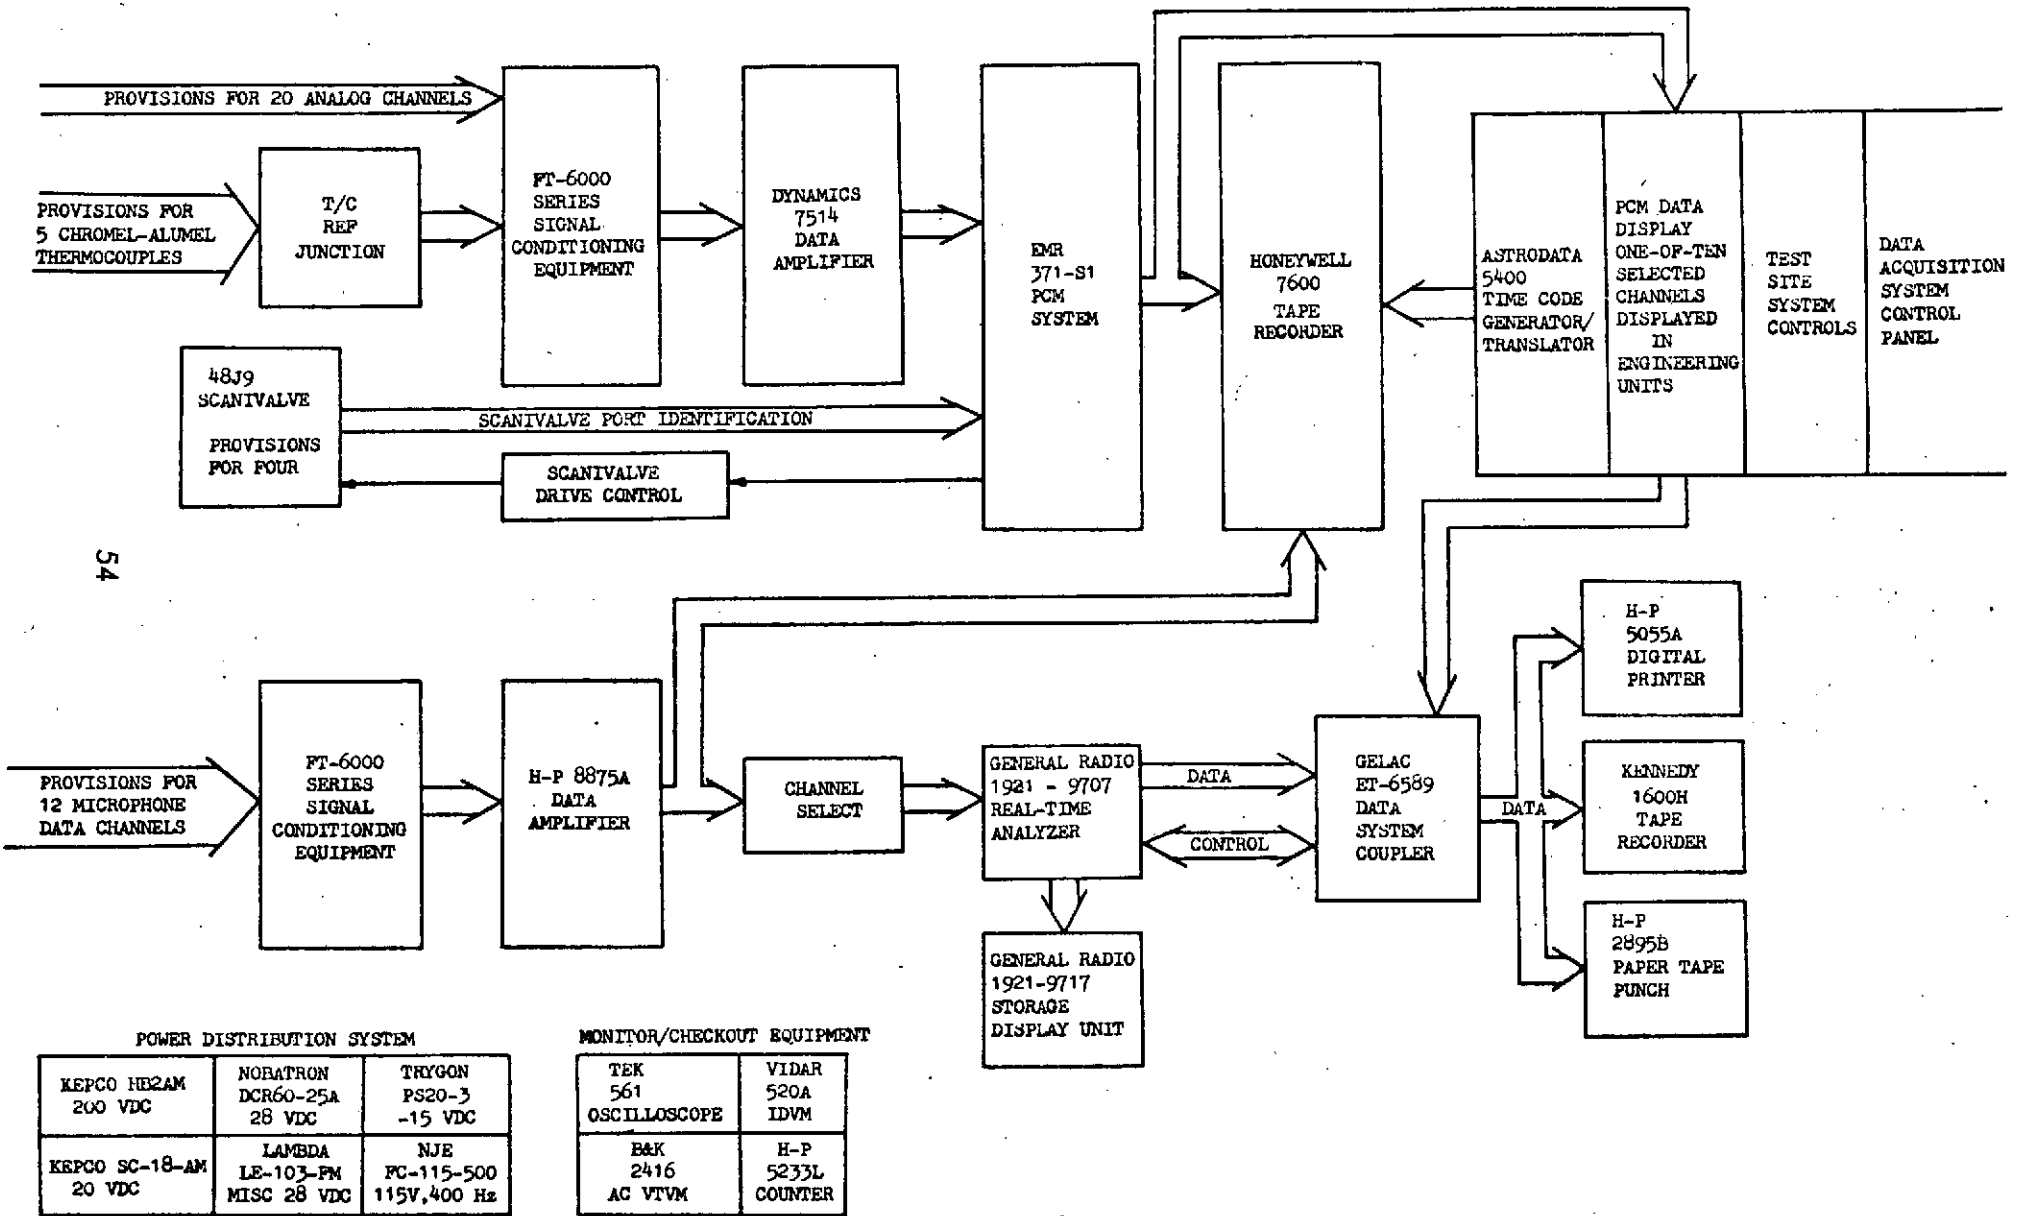 PROVISIONS FOR 20 ANALOG CHANNELS
PROVISIONS FOR
5 CHROMEL-ALUMEL
THERMOCOUPLES
T/C
REF
JUNCTION
FT-6000
SERIES
SIGNAL
CONDITIONING
EQUIPMENT
DYNAMICS
7514
DATA
AMPLIFIER
EMR
371-S1
PCM
SYSTEM
HONEYWELL
7600
TAPE
RECORDER
ASTRODATA
5400
TIME CODE
GENERATOR/
TRANSLATOR
PCM DATA
DISPLAY
ONE-OF-TEN
SELECTED
CHANNELS
DISPLAYED
IN
ENGINEERING
UNITS
TEST
SITE
SYSTEM
CONTROLS
DATA
ACQUISITION
SYSTEM
CONTROL
PANEL
48J9
SCANIVALVE
PROVISIONS
FOR FOUR
SCANIVALVE PORT IDENTIFICATION
SCANIVALVE
DRIVE CONTROL
54
PROVISIONS FOR
12 MICROPHONE
DATA CHANNELS
FT-6000
SERIES
SIGNAL
CONDITIONING
EQUIPMENT
H-P 8875A
DATA
AMPLIFIER
CHANNEL
SELECT
GENERAL RADIO
1921 - 9707
REAL-TIME
ANALYZER
DATA
CONTROL
GELAC
ET-6589
DATA
SYSTEM
COUPLER
DATA
H-P
5055A
DIGITAL
PRINTER
KENNEDY
1600H
TAPE
RECORDER
H-P
2895B
PAPER TAPE
PUNCH
GENERAL RADIO
1921-9717
STORAGE
DISPLAY UNIT
POWER DISTRIBUTION SYSTEM
KEPCO HB2AM
200 VDC
NOBATRON
DCR60-25A
28 VDC
TRYGON
PS20-3
-15 VDC
KEPCO SC-18-AM
20 VDC
LAMBDA
LE-103-FM
MISC 28 VDC
NJE
FC-115-500
115V,400 Hz
MONITOR/CHECKOUT EQUIPMENT
TEK
561
OSCILLOSCOPE
VIDAR
520A
IDVM
B&K
2416
AC VTVM
H-P
5233L
COUNTER